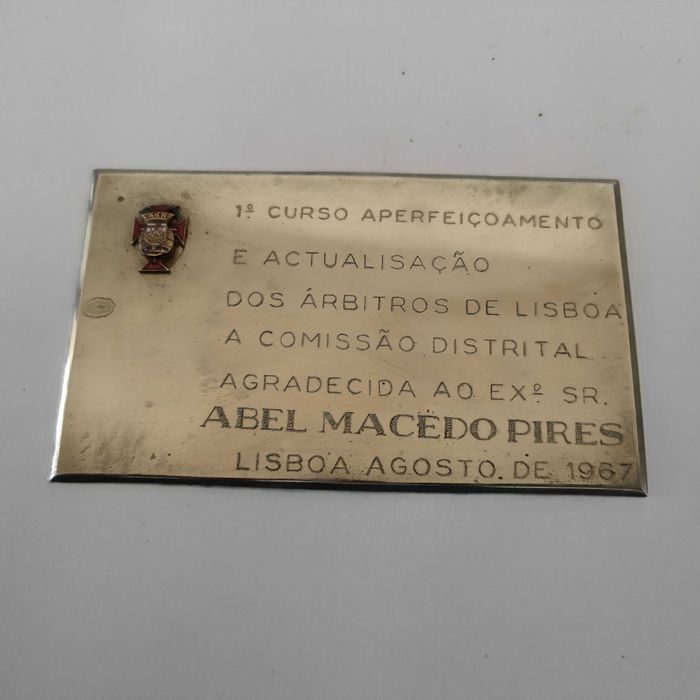 1º CURSO APERFEIÇOAMENTO
E ACTUALISAÇÃO
DOS ÁRBITROS DE LISBOA
A COMISSÃO DISTRITAL
AGRADECIDA AO EXº SR.
ABEL MACEDO PIRES
LISBOA AGOSTO. DE 1967